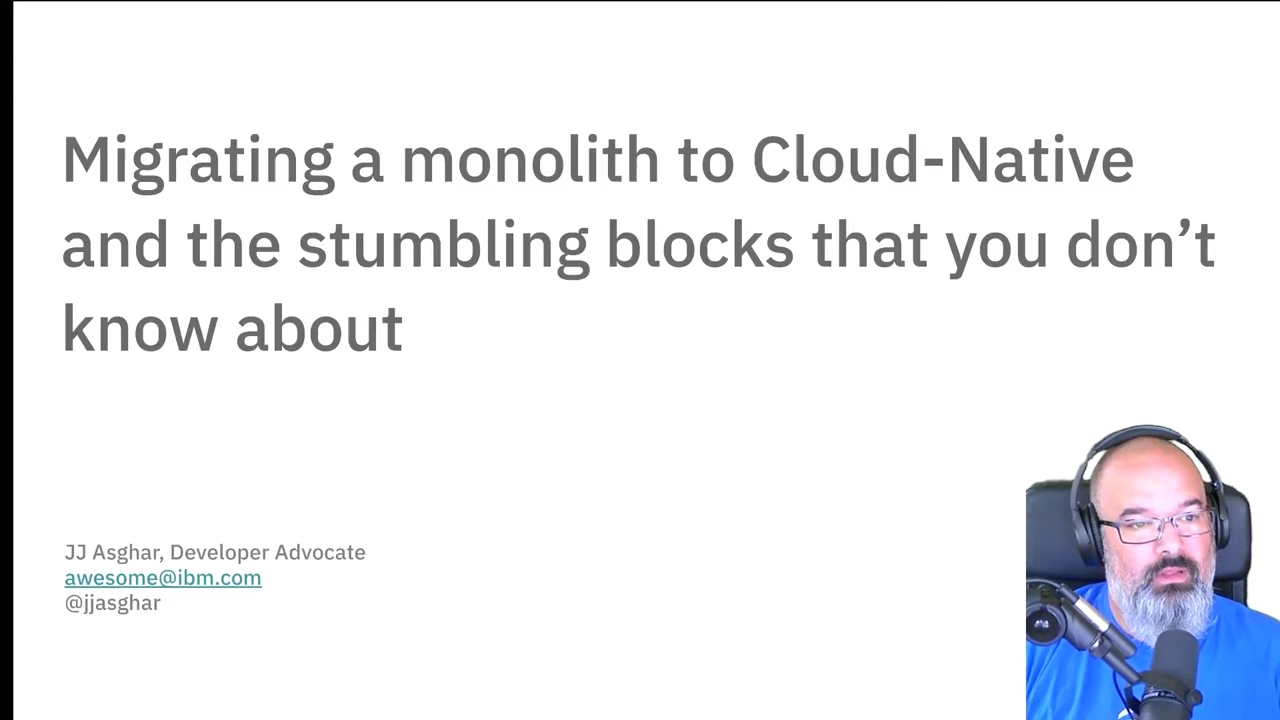 Migrating a monolith to Cloud-Native
and the stumbling blocks that you don’t
know about
JJ Asghar, Developer Advocate
awesome@ibm.com
@jjasghar